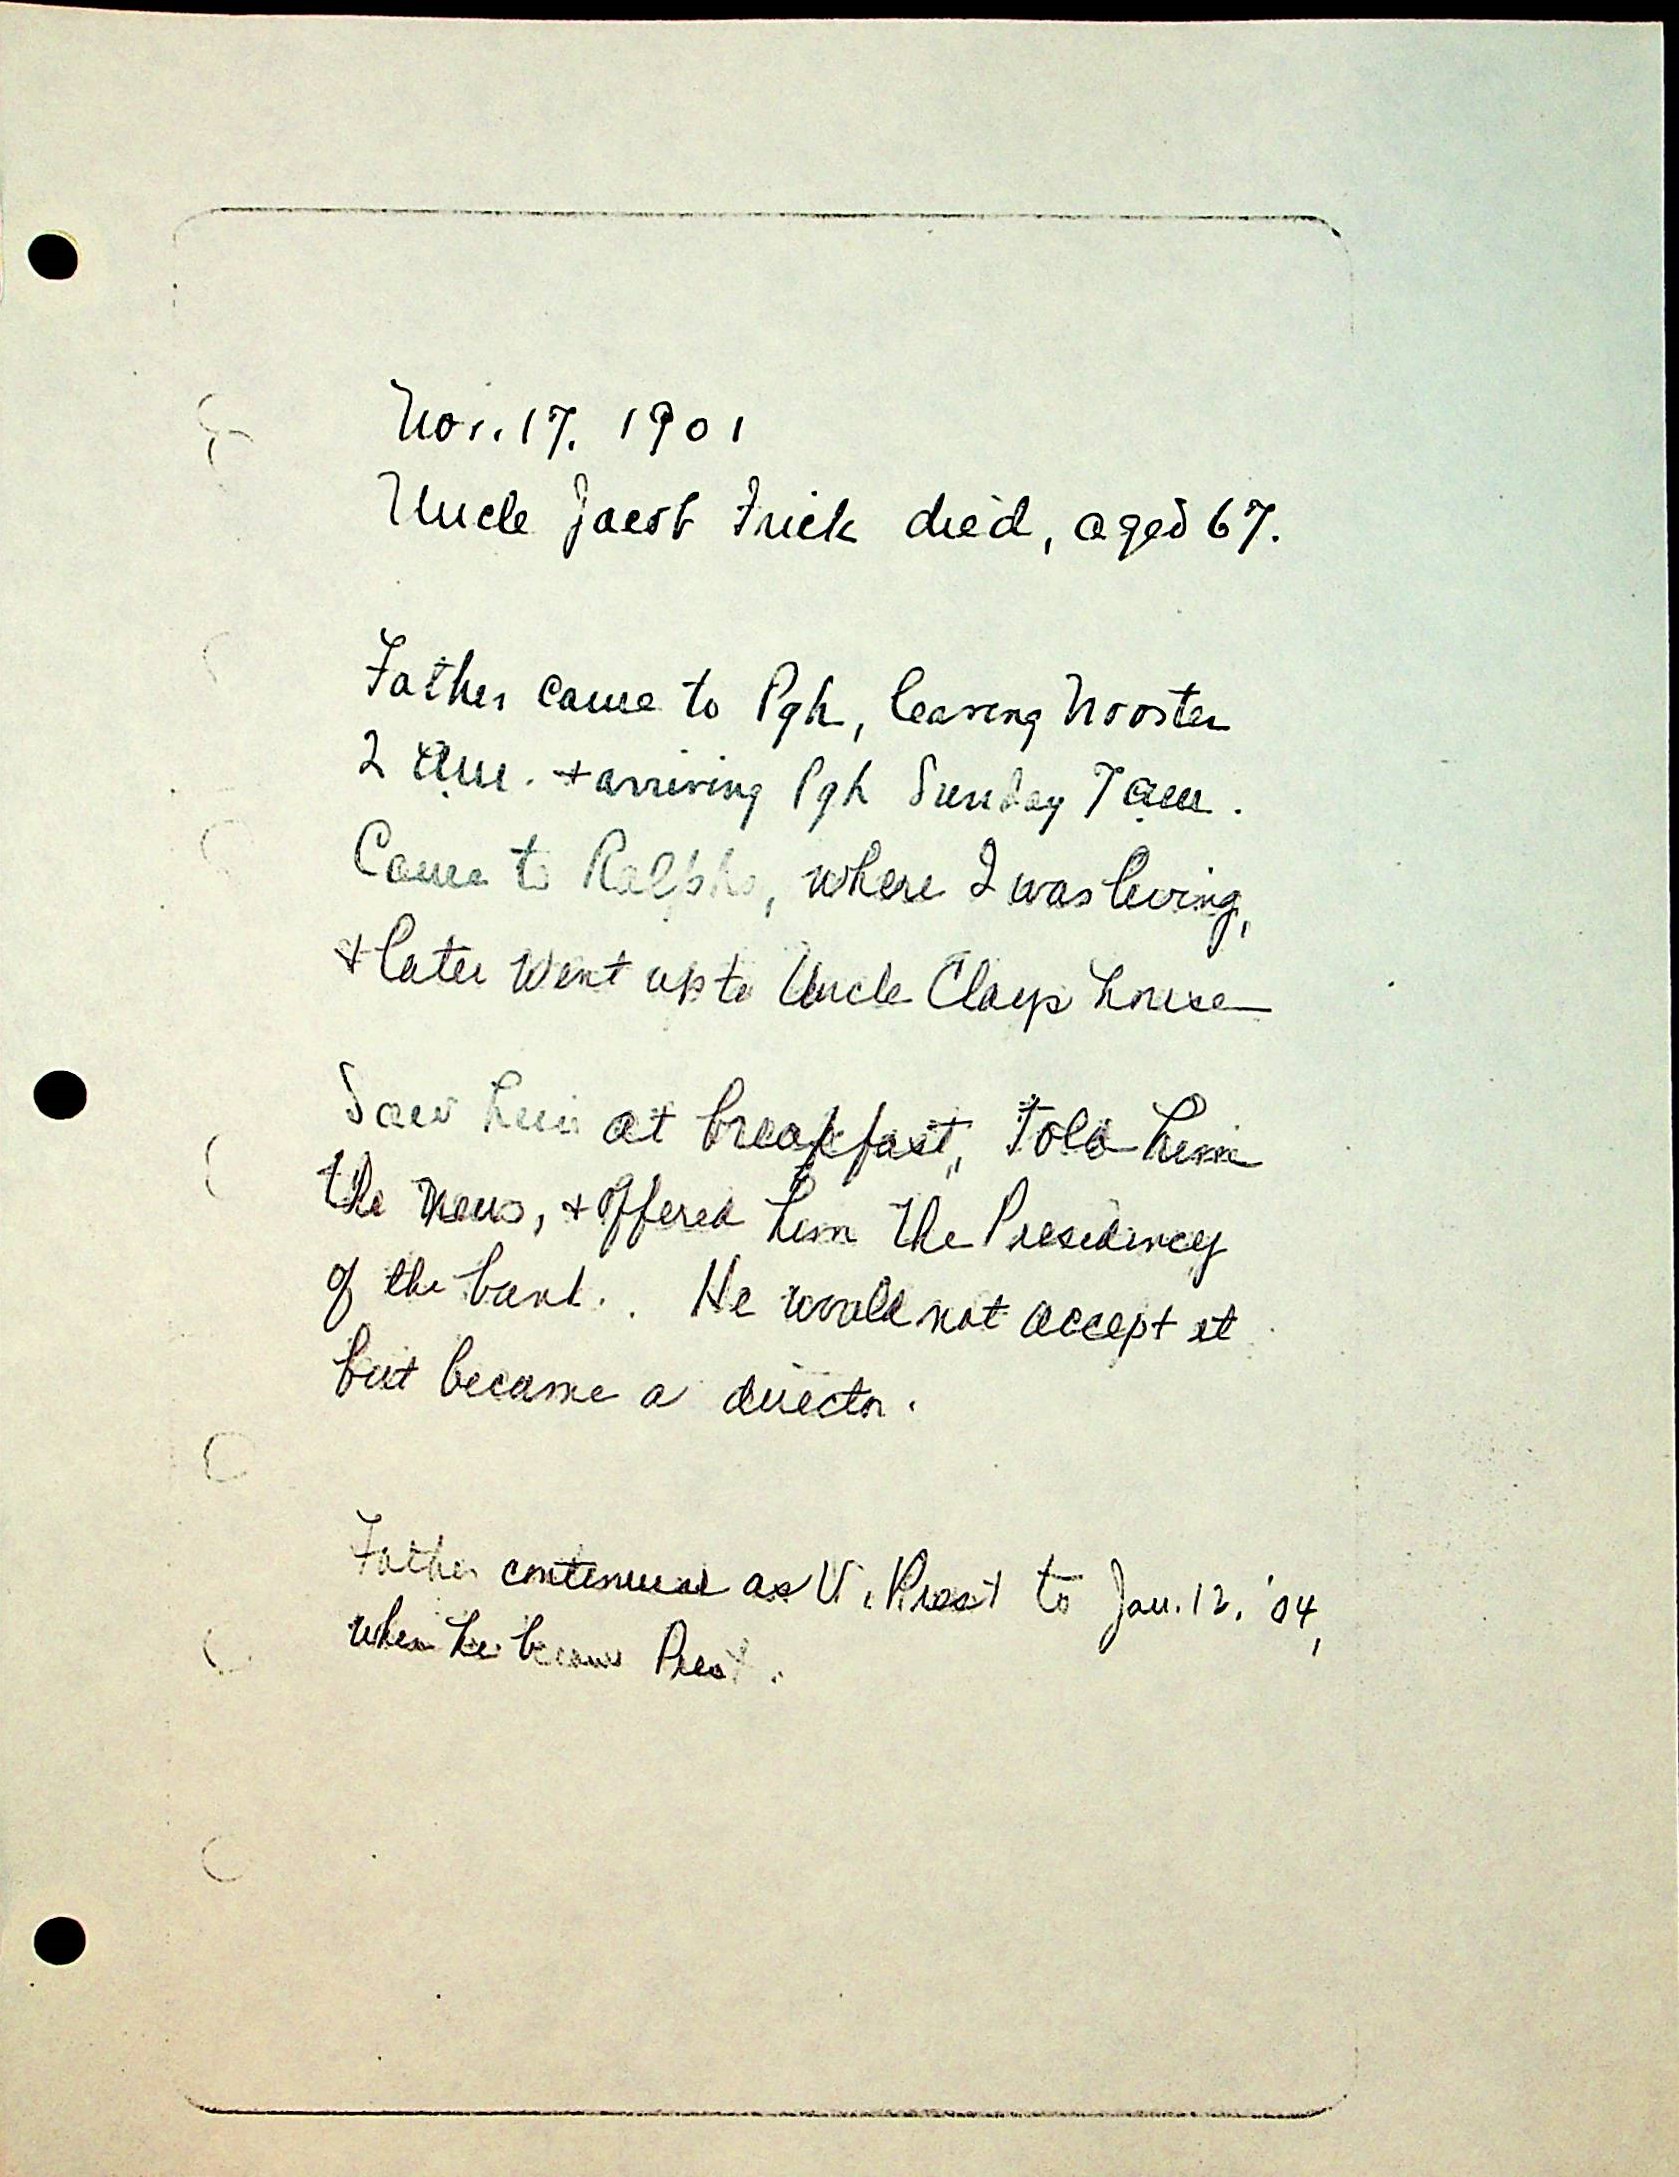 Nov. 17. 1901
Uncle Jacob Frick died, aged 67.
Father came to Pgh, leaving Wooster
2 a.m. & arriving Pgh Sunday 7 a.m.
Came to Ralphs, where I was living,
& later went up to Uncle Clays house
Saw him at breakfast, told him
the news, & offered him the Presidency
of the bank. He would not accept it
but became a director.
Father continued as V. Prest to Jan. 12, '04,
when he became Prest.